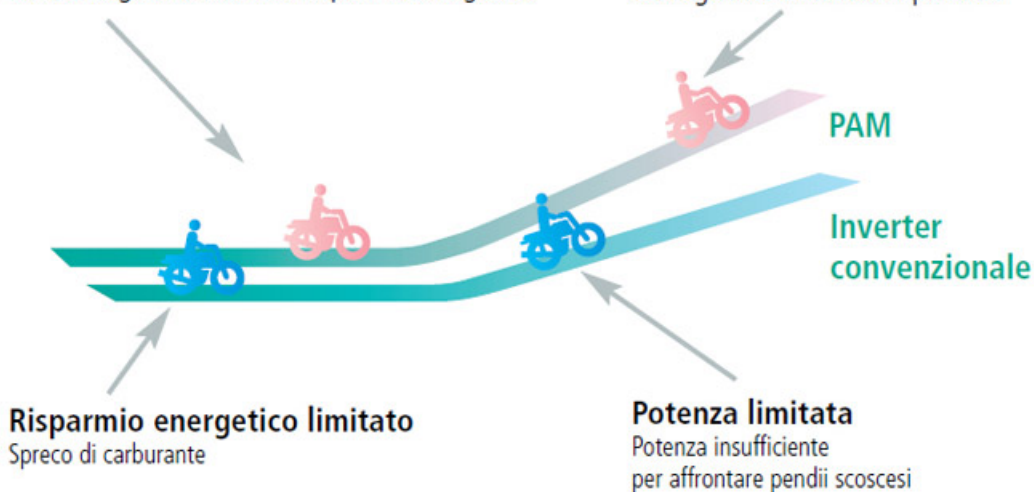 PAM
Inverter
convenzionale
Risparmio energetico limitato
Spreco di carburante
Potenza limitata
Potenza insufficiente
per affrontare pendii scoscesi